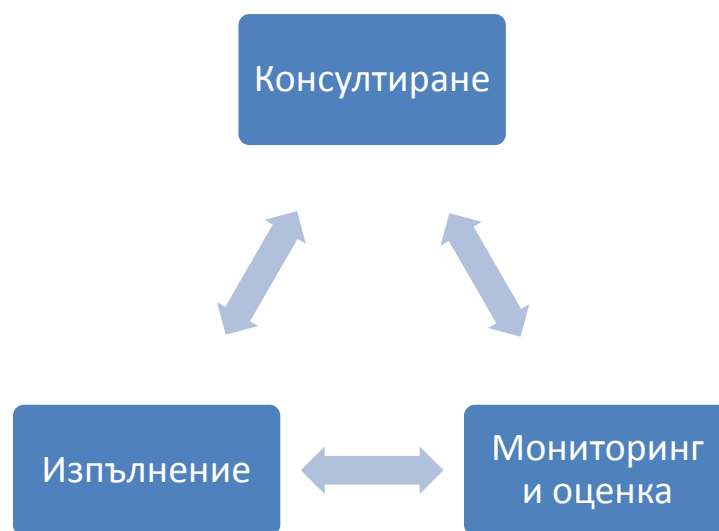 Консултиране
Изпълнение
Мониторинг
и оценка